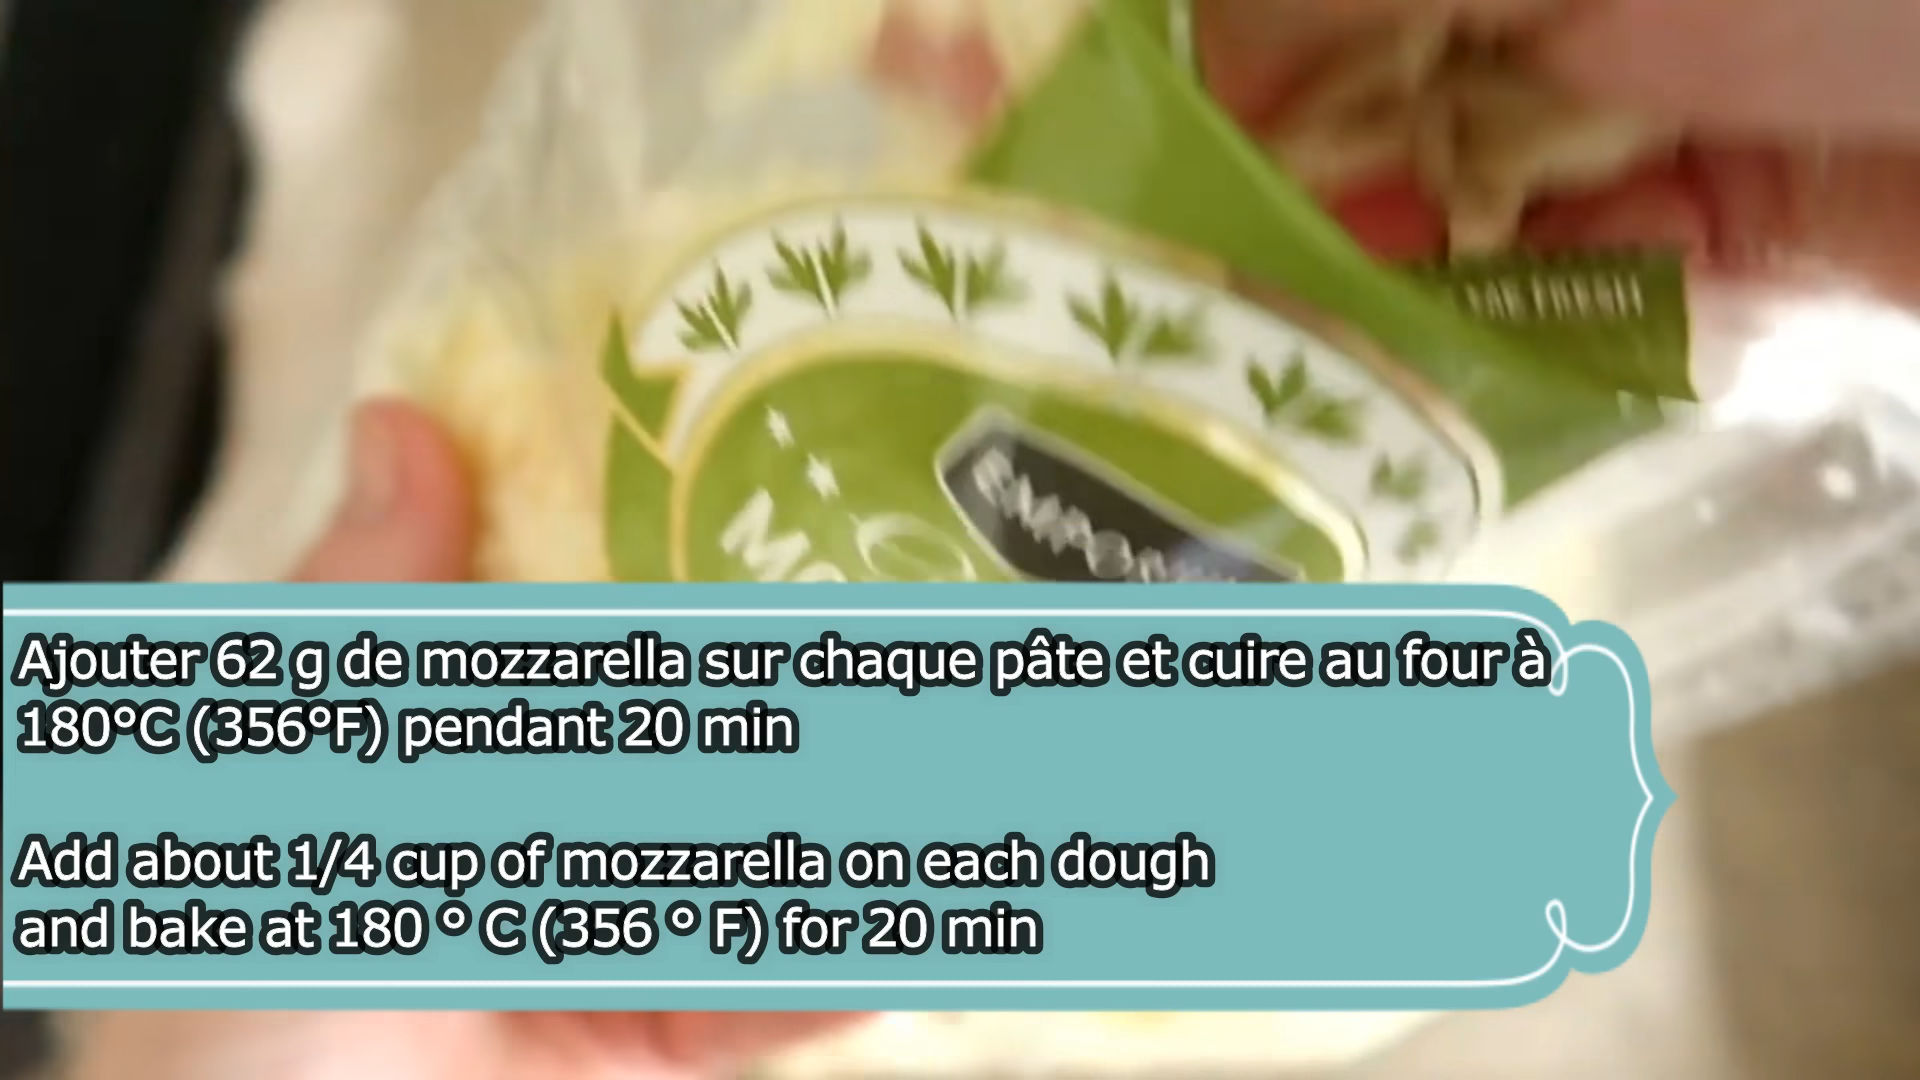 Ajouter 62 g de mozzarella sur chaque pâte et cuire au four à
180°C (356°F) pendant 20 min
Add about 1/4 cup of mozzarella on each dough
and bake at 180 ° C (356 ° F) for 20 min